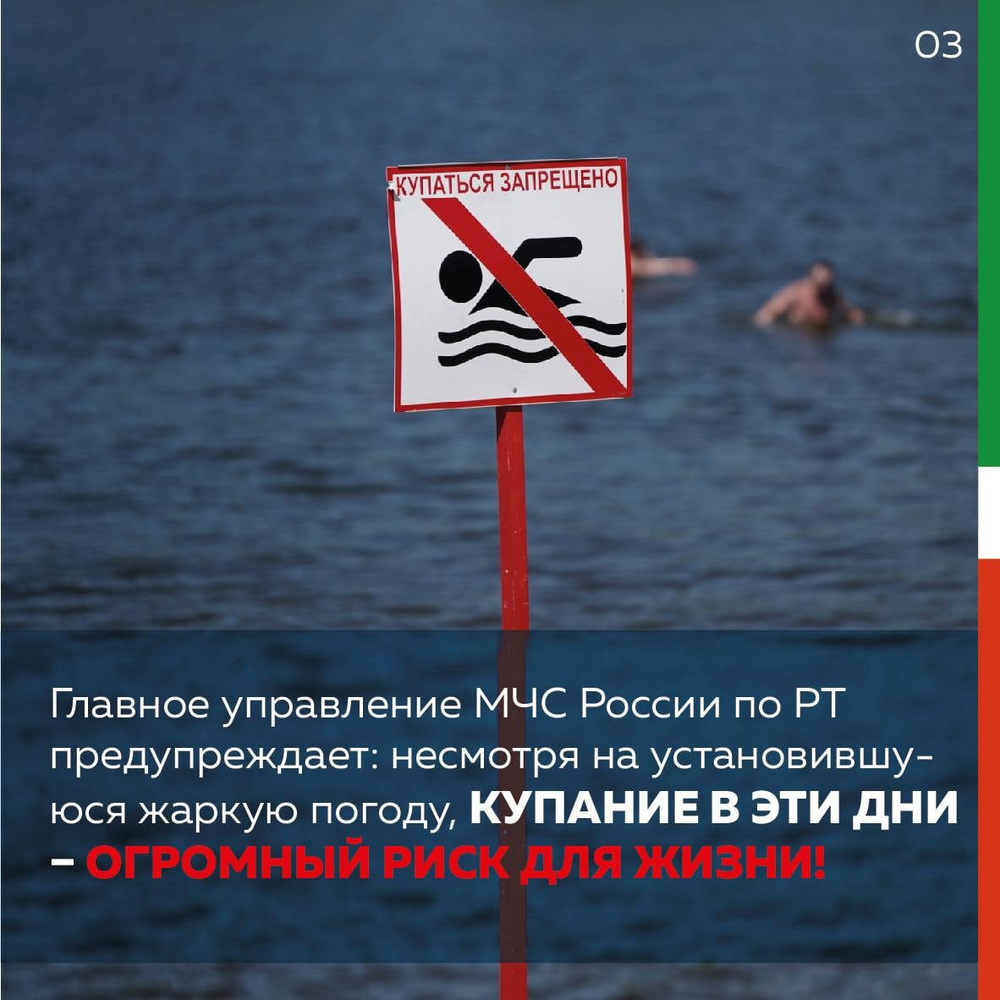 03
КУПАТЬСЯ ЗАПРЕЩЕНО
Главное управление МЧС России по РТ
предупреждает: несмотря на установившу-
юся жаркую погоду, КУПАНИЕ В ЭТИ ДНИ
– ОГРОМНЫЙ РИСК ДЛЯ ЖИЗНИ!